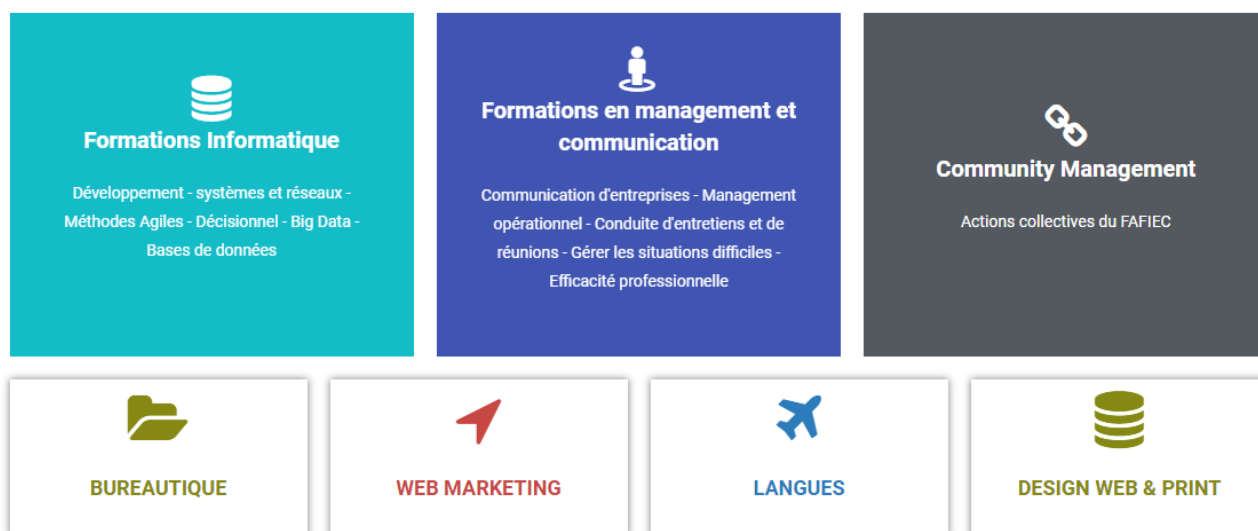 Formations Informatique
Développement - systèmes et réseaux -
Méthodes Agiles - Décisionnel - Big Data -
Bases de données
Formations en management et
communication
Communication d'entreprises - Management
opérationnel - Conduite d'entretiens et de
réunions - Gérer les situations difficiles -
Efficacité professionnelle
Community Management
Actions collectives du FAFIEC
BUREAUTIQUE
WEB MARKETING
LANGUES
DESIGN WEB & PRINT